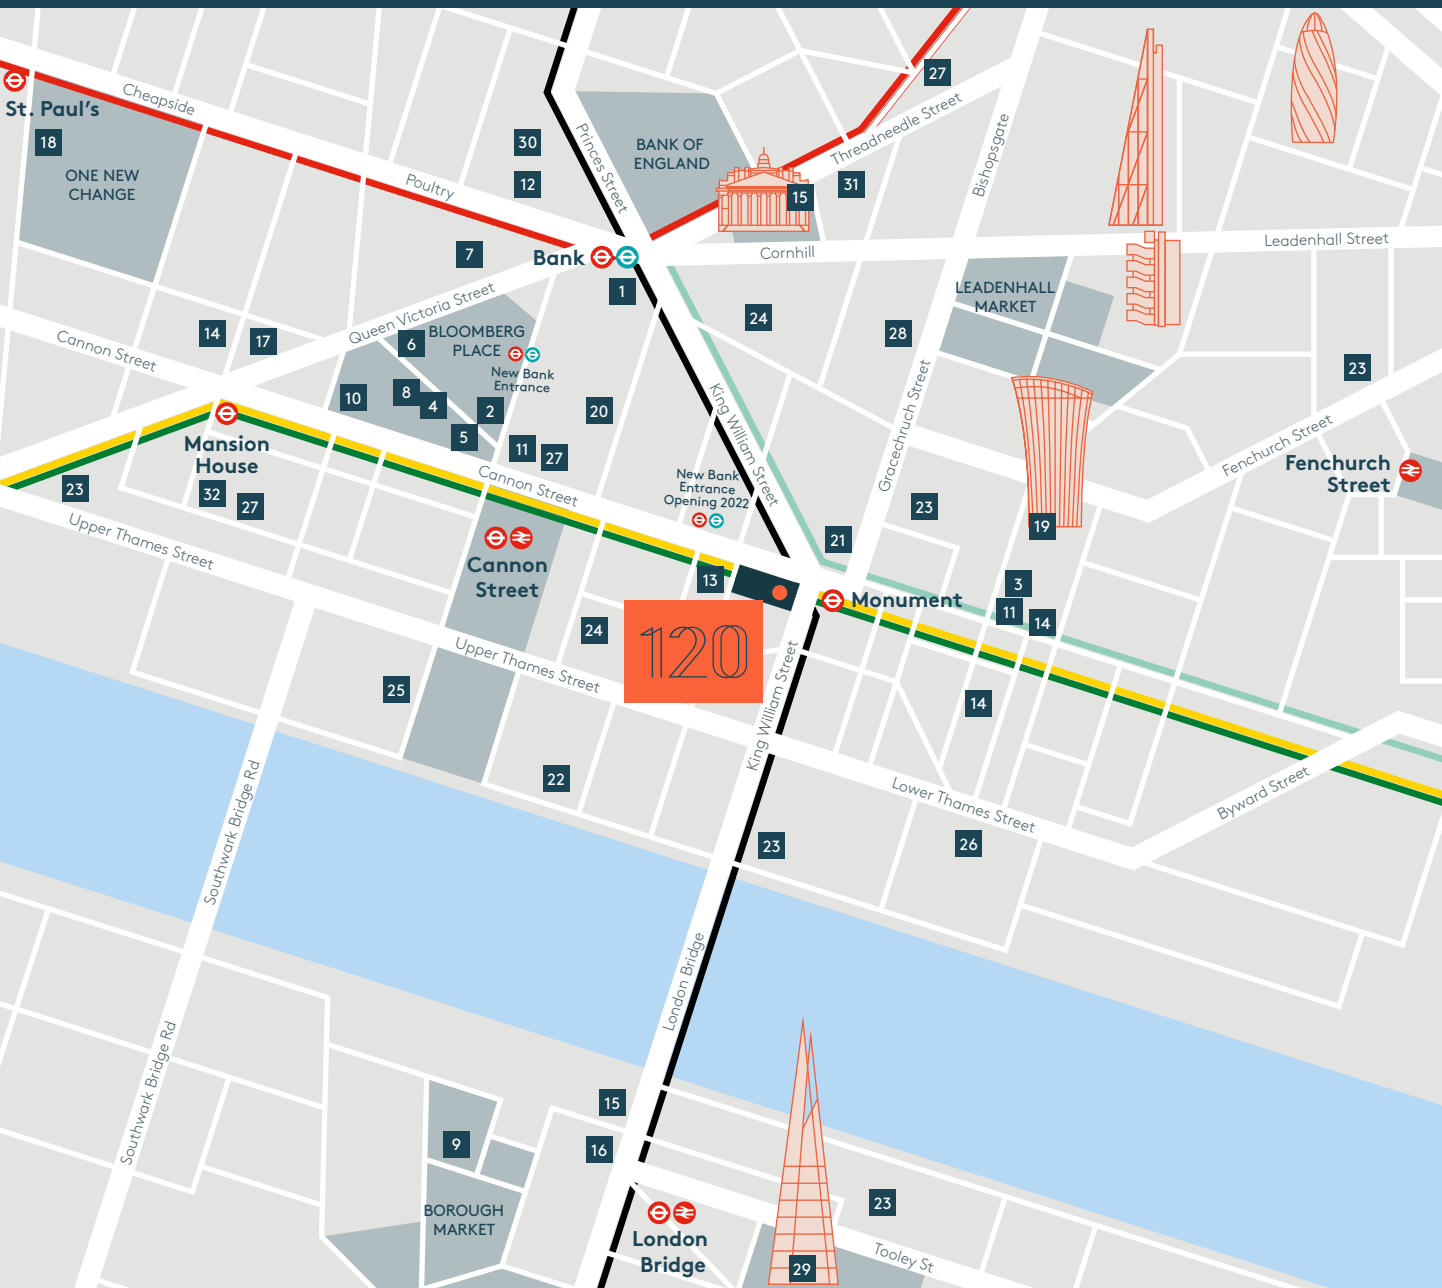 27
St. Paul's
Cheapside
18
ONE NEW
CHANGE
30
12
Poultry
Princes Street
BANK OF
ENGLAND
15
31
Threadneedle Street
Bishopsgate
7
Bank
1
Cornhill
Leadenhall Street
LEADENHALL
MARKET
Queen Victoria Street
14
17
Cannon Street
6
BLOOMBERG
PLACE
New Bank
Entrance
24
28
10
8
4
2
5
11
27
20
23
King William Street
Gracechruch Street
Fenchurch Street
Fenchurch
Street
Mansion
House
23
32
27
Cannon Street
New Bank
Entrance
Opening 2022
23
19
21
Upper Thames Street
Cannon
Street
13
Monument
3
11
14
24
120
Upper Thames Street
25
King William Street
14
22
Lower Thames Street
Byward Street
23
26
Southwark Bridge Rd
London Bridge
Southwark Bridge Rd
15
9
16
BOROUGH
MARKET
London
Bridge
23
Tooley St
29